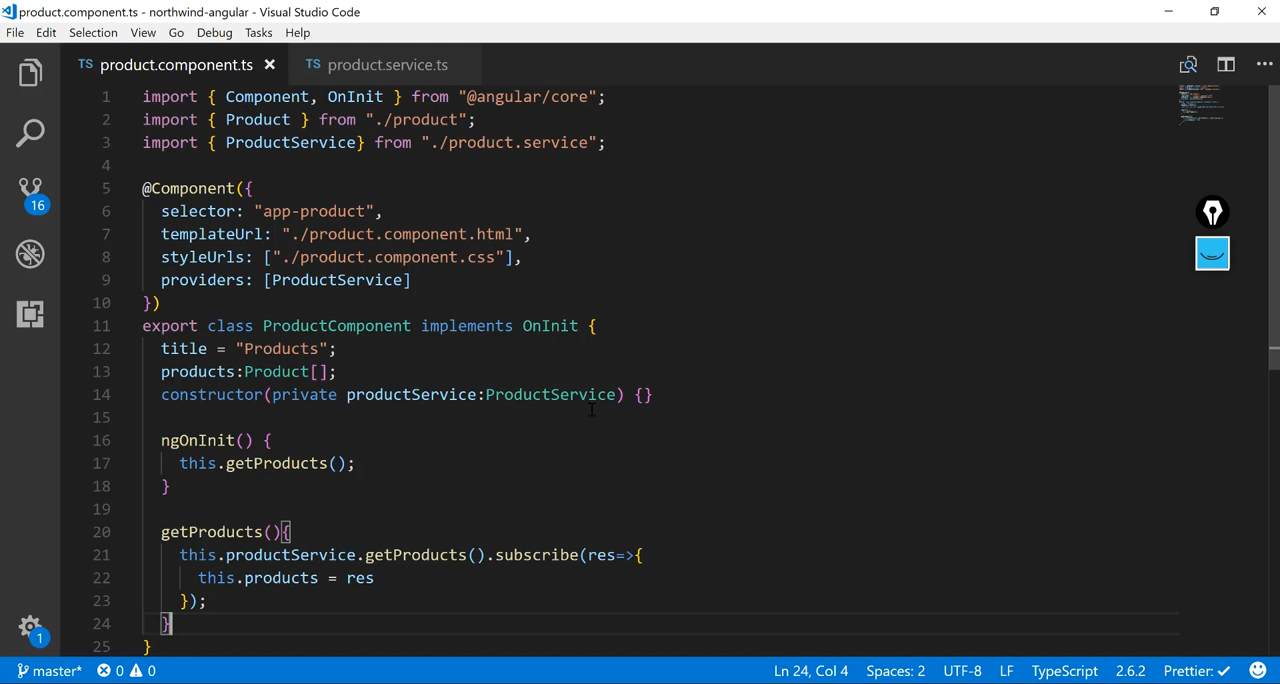 product.component.ts - northwind-angular - Visual Studio Code
File Edit Selection View Go Debug Tasks Help
TS product.component.ts × TS product.service.ts
1 import { Component, OnInit } from "@angular/core";
2 import { Product } from "./product";
3 import { ProductService} from "./product.service";
4
5 @Component({
6 selector: "app-product",
7 templateUrl: "./product.component.html",
8 styleUrls: ["./product.component.css"],
9 providers: [ProductService]
10 })
11 export class ProductComponent implements OnInit {
12 title = "Products";
13 products:Product[];
14 constructor(private productService:ProductService) {}
15
16 ngOnInit() {
17 this.getProducts();
18 }
19
20 getProducts(){
21 this.productService.getProducts().subscribe(res=>{
22 this.products = res
23 });
24 }
25 }
16
1
master* 0 0 Ln 24, Col 4 Spaces: 2 UTF-8 LF TypeScript 2.6.2 Prettier: ✓